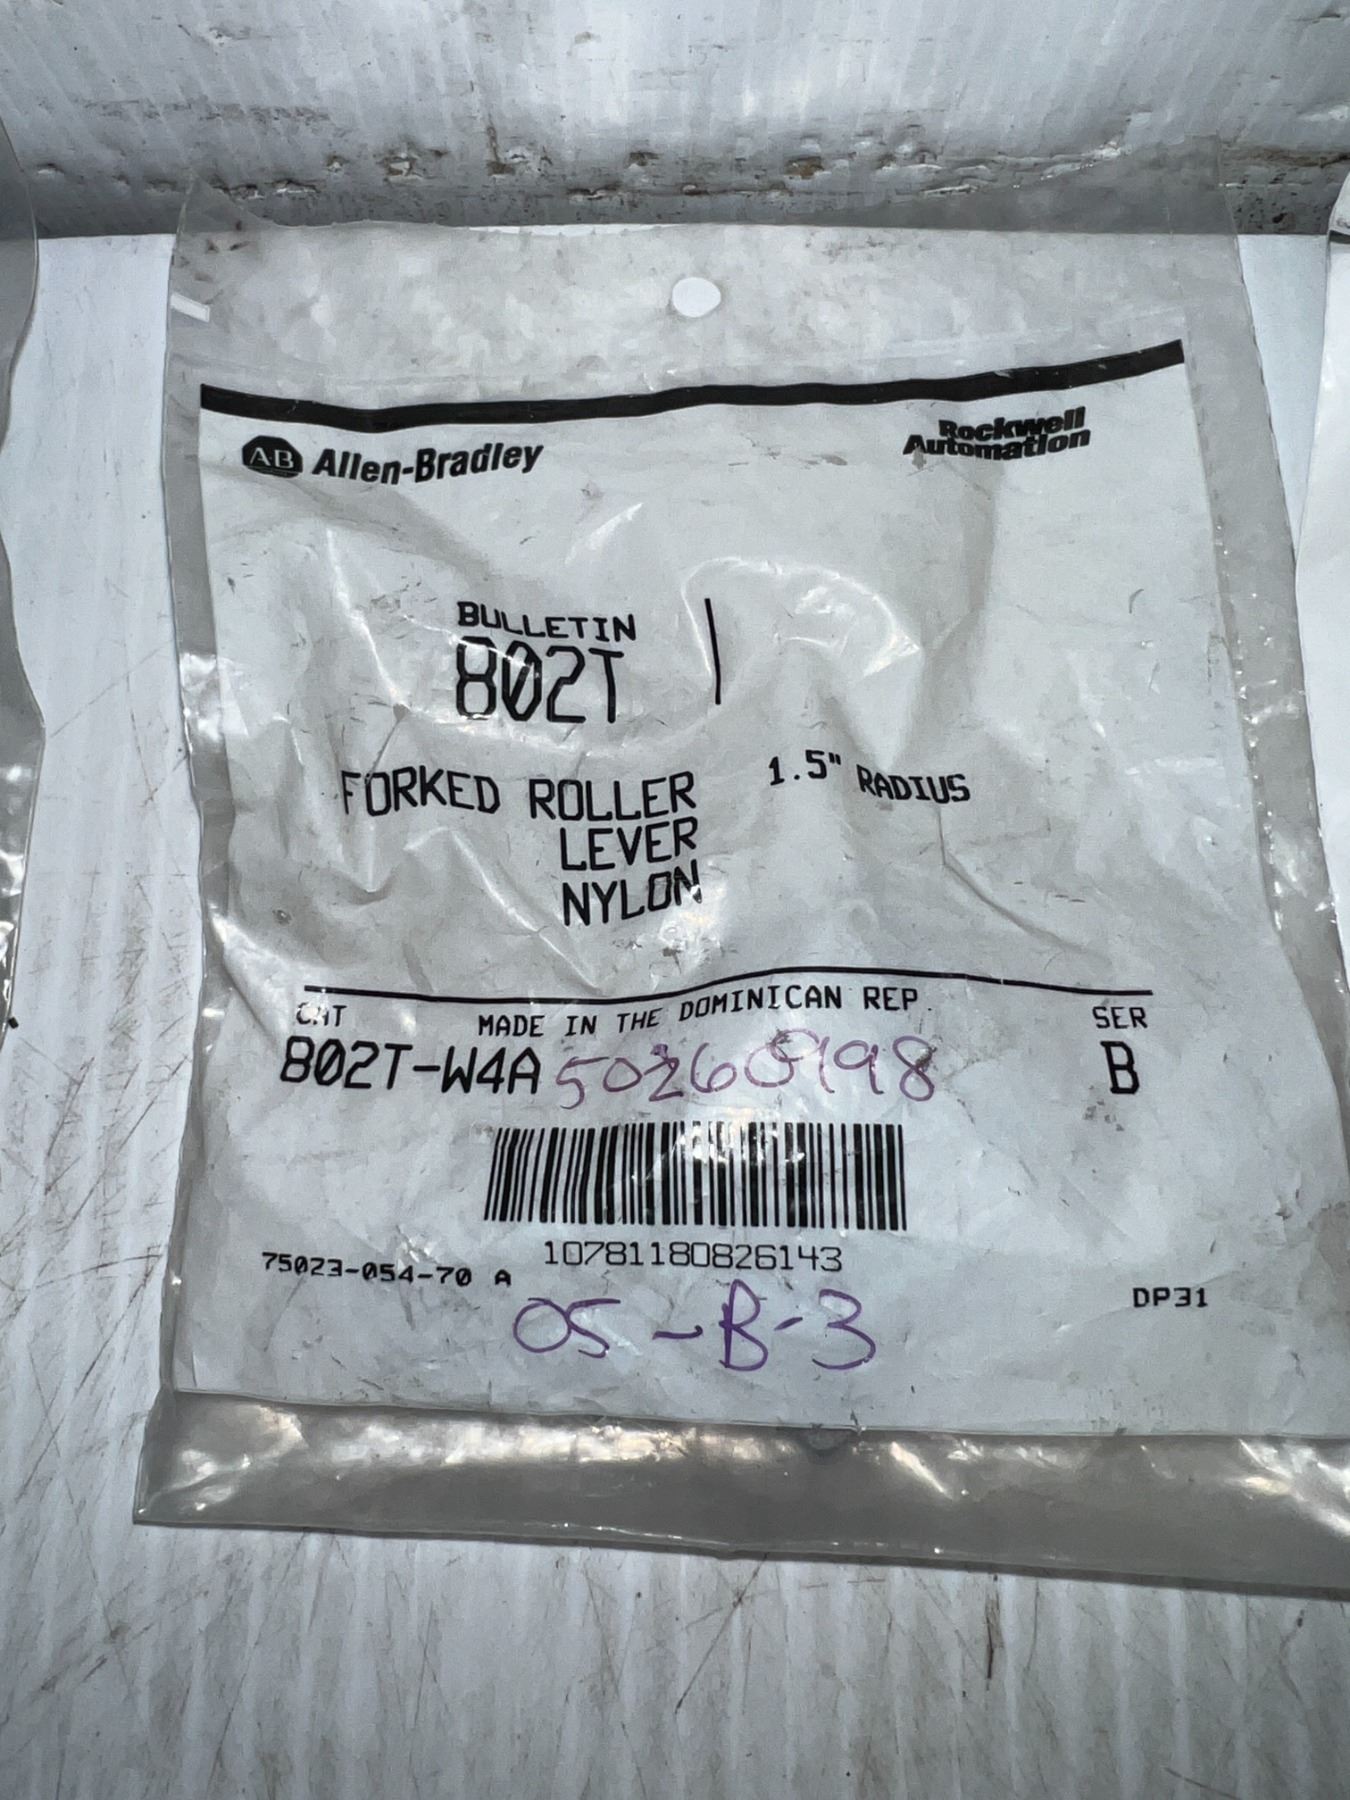 AB Allen-Bradley
Rockwell
Automation
BULLETIN
802T
FORKED ROLLER
LEVER
NYLON
1.5" RADIUS
CAT
MADE IN THE DOMINICAN REP.
SER
802T-W4A 50260998
B
10781180826143
75023-054-70 A
DP31
05-B-3